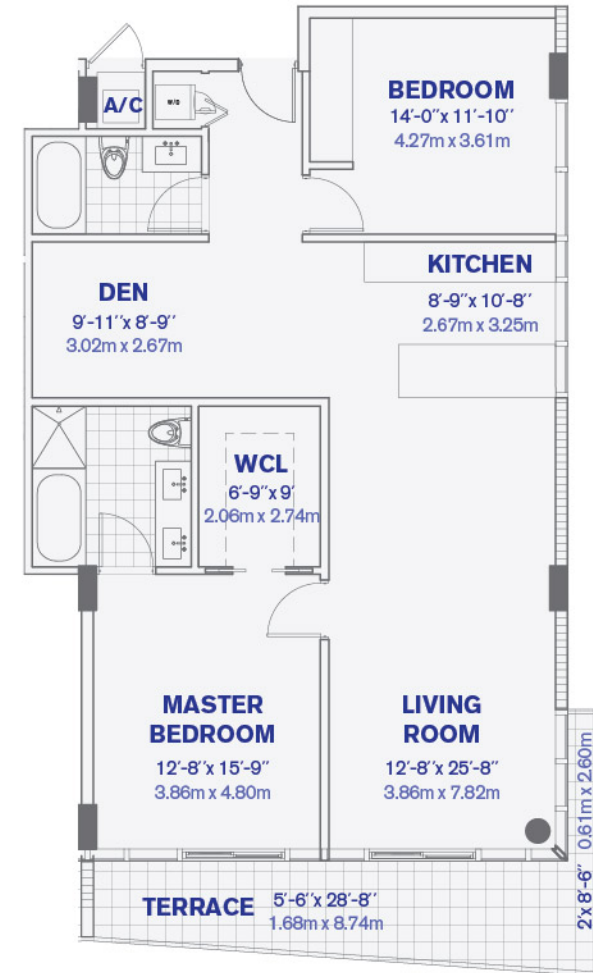 A/C
W/D
BEDROOM
14'-0''x 11'-10''
4.27m x 3.61m
KITCHEN
8'-9''x 10'-8''
2.67m x 3.25m
DEN
9'-11''x 8'-9''
3.02m x 2.67m
WCL
6'-9''x 9'
2.06m x 2.74m
MASTER
BEDROOM
12'-8''x 15'-9''
3.86m x 4.80m
LIVING
ROOM
12'-8''x 25'-8''
3.86m x 7.82m
TERRACE
5'-6''x 28'-8''
1.68m x 8.74m
2'x 8'-6''
0.61m x 2.60m